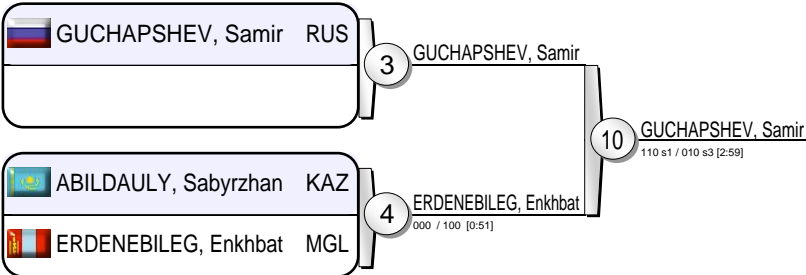 GUCHAPSHEV, Samir RUS
3
GUCHAPSHEV, Samir
10
GUCHAPSHEV, Samir
110 s1 / 010 s3 [2:59]
ABILDAULY, Sabyrzhan KAZ
4
ERDENEBILEG, Enkhbat
000 / 100 [0:51]
ERDENEBILEG, Enkhbat MGL